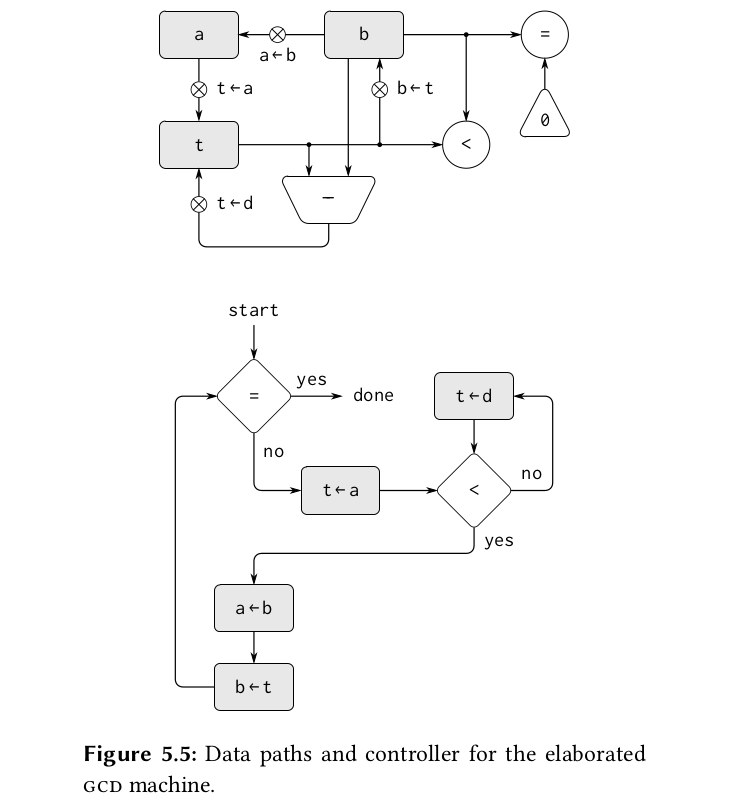 a
b
=
a←b
t←a
b←t
0
t
<
t←d
−
start
=
yes
done
t←d
no
no
t←a
<
yes
a←b
b←t
Figure 5.5: Data paths and controller for the elaborated
GCD machine.